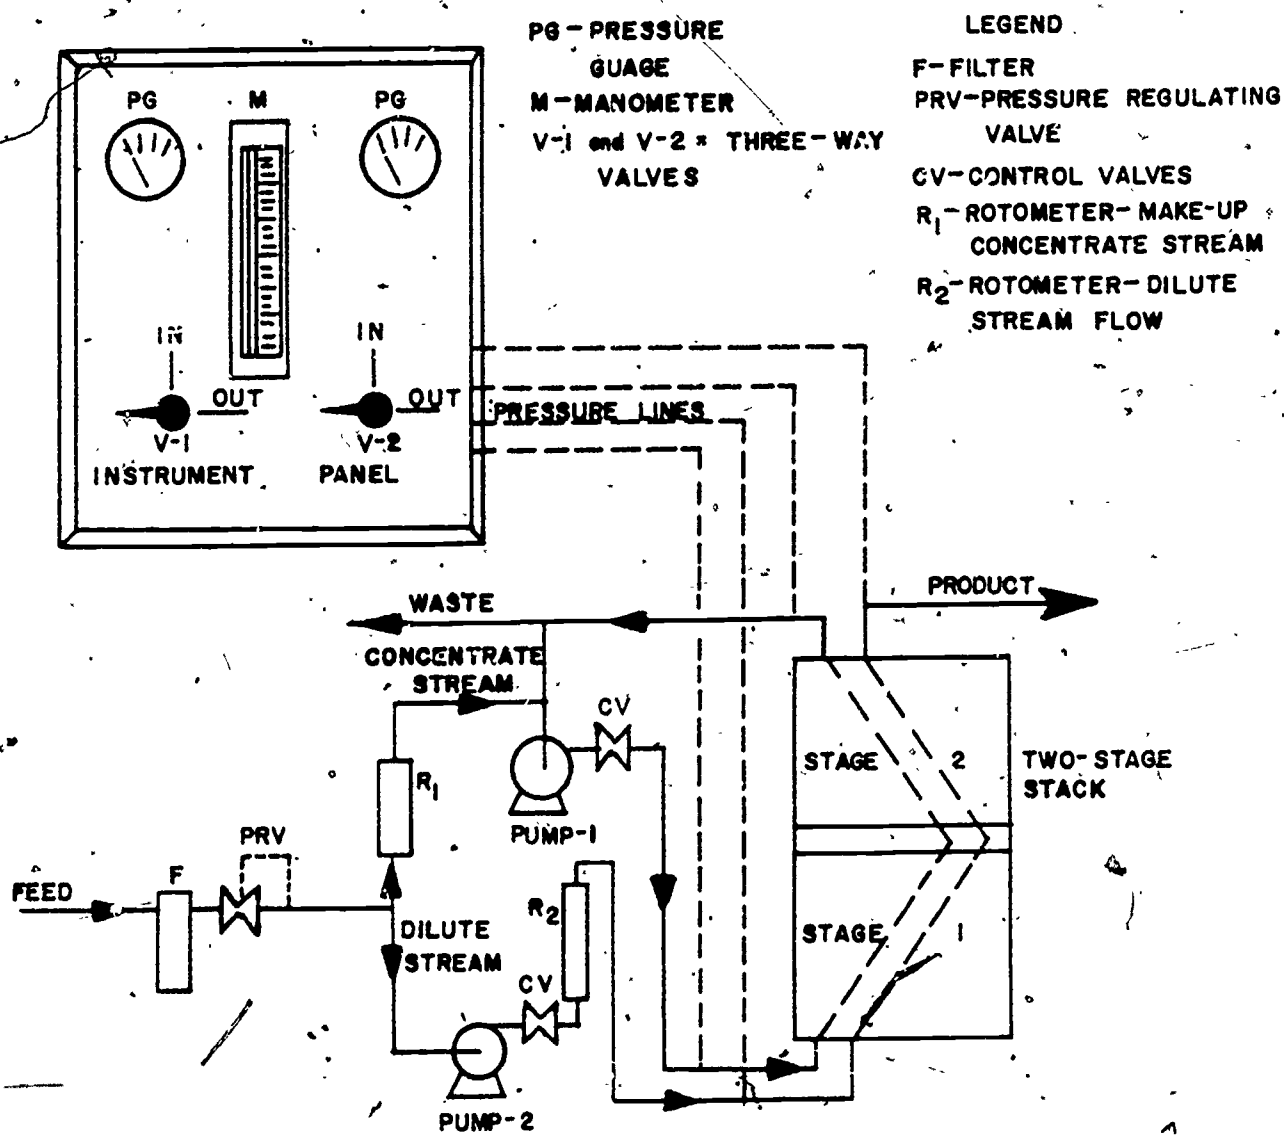 PG-PRESSURE
GUAGE
M-MANOMETER
V-1 and V-2 = THREE-WAY
VALVES
LEGEND
F-FILTER
PRV-PRESSURE REGULATING
VALVE
CV-CONTROL VALVES
R1-ROTOMETER-MAKE-UP
CONCENTRATE STREAM
R2-ROTOMETER-DILUTE
STREAM FLOW
PG
M
PG
IN
OUT
V-1
IN
OUT
V-2
INSTRUMENT PANEL
PRESSURE LINES
PRODUCT
WASTE
CONCENTRATE
STREAM
CV
R1
PUMP-1
STAGE 2
TWO-STAGE
STACK
PRV
F
FEED
R2
DILUTE
STREAM
CV
STAGE 1
PUMP-2